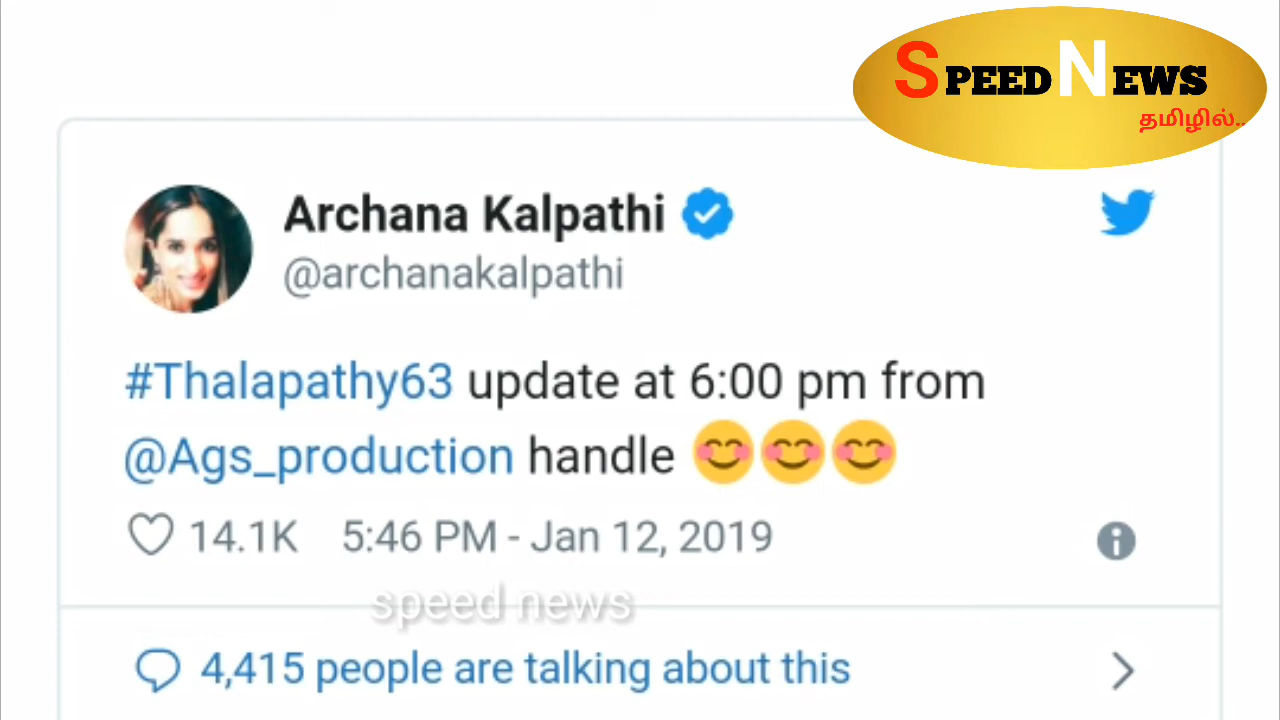 SPEED NEWS
தமிழில்..
Archana Kalpathi
@archanakalpathi
#Thalapathy63 update at 6:00 pm from
@Ags_production handle 😊😊😊
14.1K 5:46 PM - Jan 12, 2019
speed news
4,415 people are talking about this